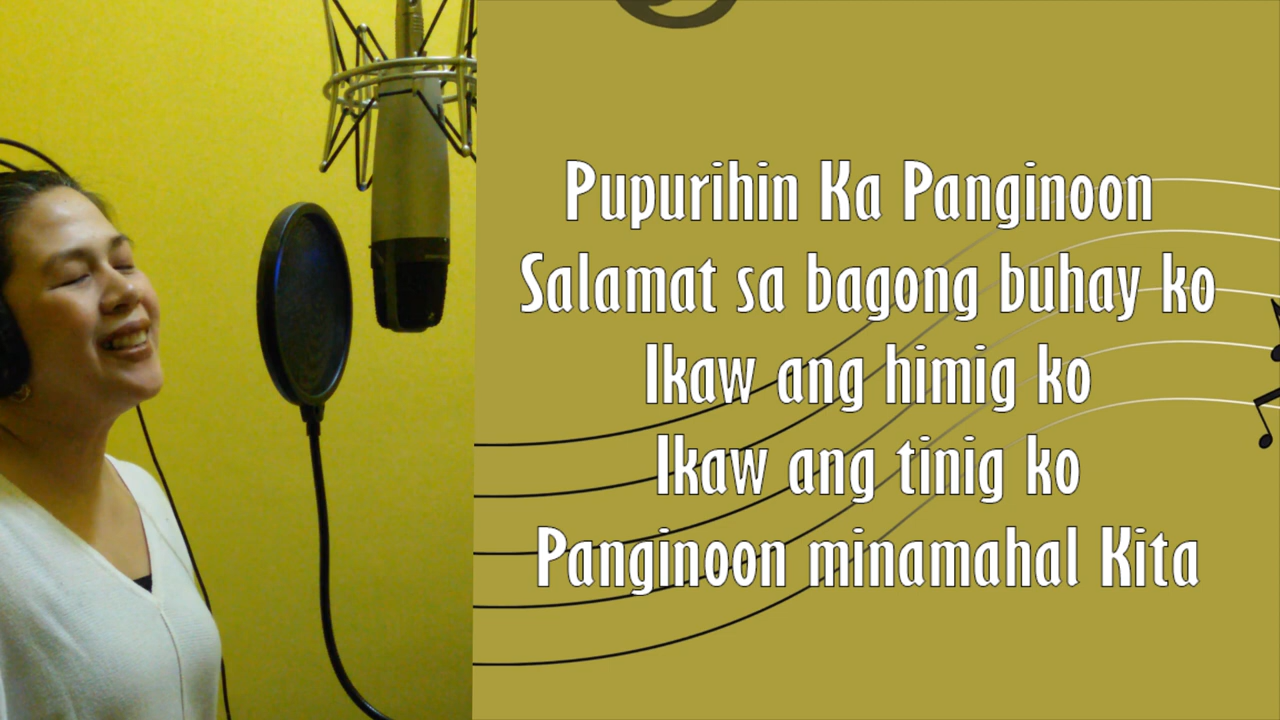 Pupurihin Ka Panginoon
Salamat sa bagong buhay ko
Ikaw ang himig ko
Ikaw ang tinig ko
Panginoon minamahal Kita